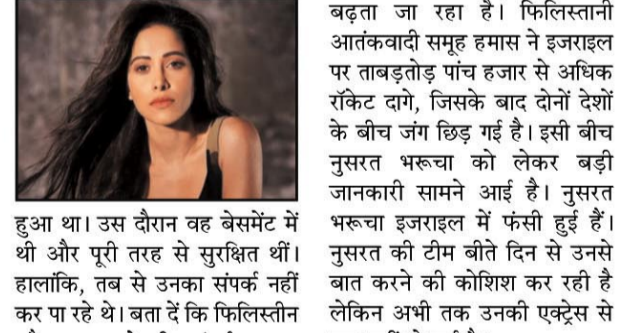 हुआ था। उस दौरान वह बेसमेंट में
थी और पूरी तरह से सुरक्षित थीं।
हालांकि, तब से उनका संपर्क नहीं
कर पा रहे थे। बता दें कि फिलिस्तीन
बढ़ता जा रहा है। फिलिस्तीनी
आतंकवादी समूह हमास ने इजराइल
पर ताबड़तोड़ पांच हजार से अधिक
रॉकेट दागे, जिसके बाद दोनों देशों
के बीच जंग छिड़ गई है। इसी बीच
नुसरत भरूचा को लेकर बड़ी
जानकारी सामने आई है। नुसरत
भरूचा इजराइल में फंसी हुई हैं।
नुसरत की टीम बीते दिन से उनसे
बात करने की कोशिश कर रही है
लेकिन अभी तक उनकी एक्ट्रेस से